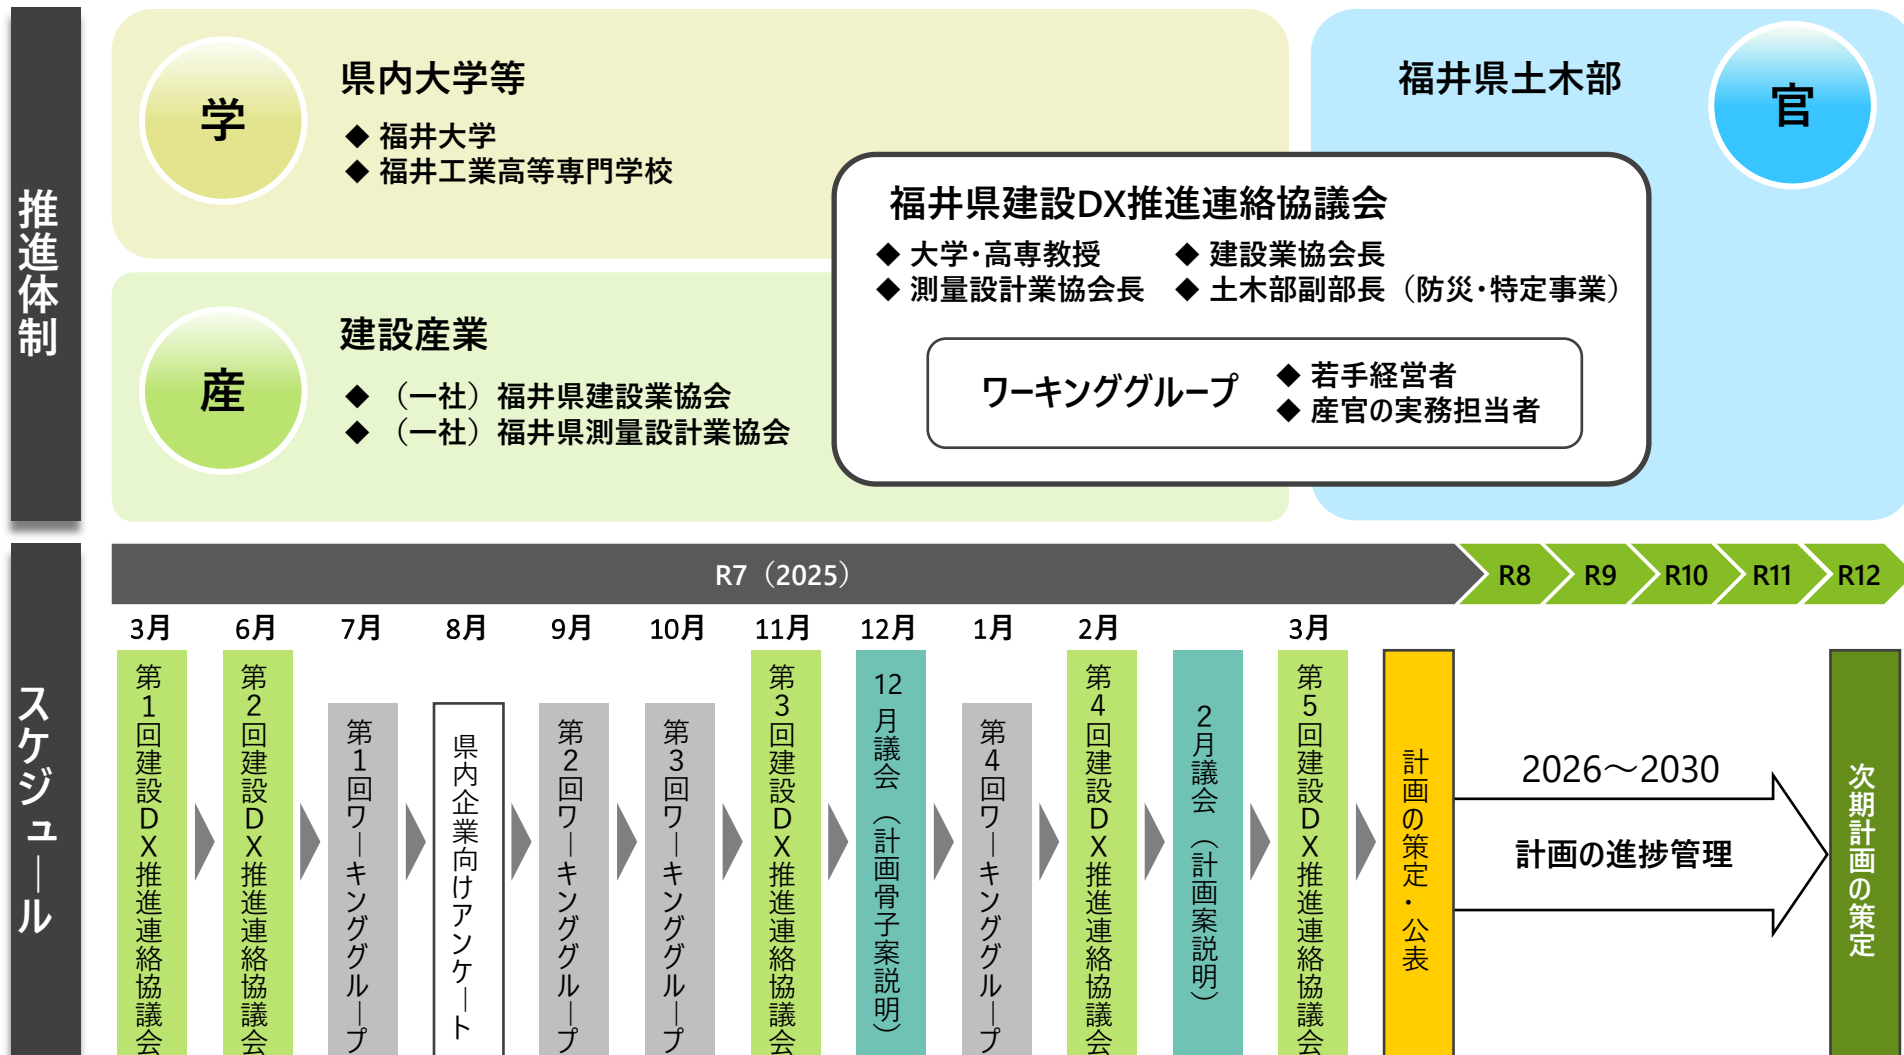 推進体制
学
県内大学等
◆ 福井大学
◆ 福井工業高等専門学校
福井県土木部
官
産
建設産業
◆ （一社）福井県建設業協会
◆ （一社）福井県測量設計業協会
福井県建設DX推進連絡協議会
◆ 大学・高専教授
◆ 建設業協会長
◆ 測量設計業協会長
◆ 土木部副部長（防災・特定事業）
ワーキンググループ
◆ 若手経営者
◆ 産官の実務担当者
スケジュール
R7（2025）
R8
R9
R10
R11
R12
3月
6月
7月
8月
9月
10月
11月
12月
1月
2月
3月
第1回建設DX推進連絡協議会
第2回建設DX推進連絡協議会
第1回ワーキンググループ
県内企業向けアンケート
第2回ワーキンググループ
第3回ワーキンググループ
第3回建設DX推進連絡協議会
12月議会（計画骨子案説明）
第4回ワーキンググループ
第4回建設DX推進連絡協議会
2月議会（計画案説明）
第5回建設DX推進連絡協議会
計画の策定・公表
2026～2030
計画の進捗管理
次期計画の策定